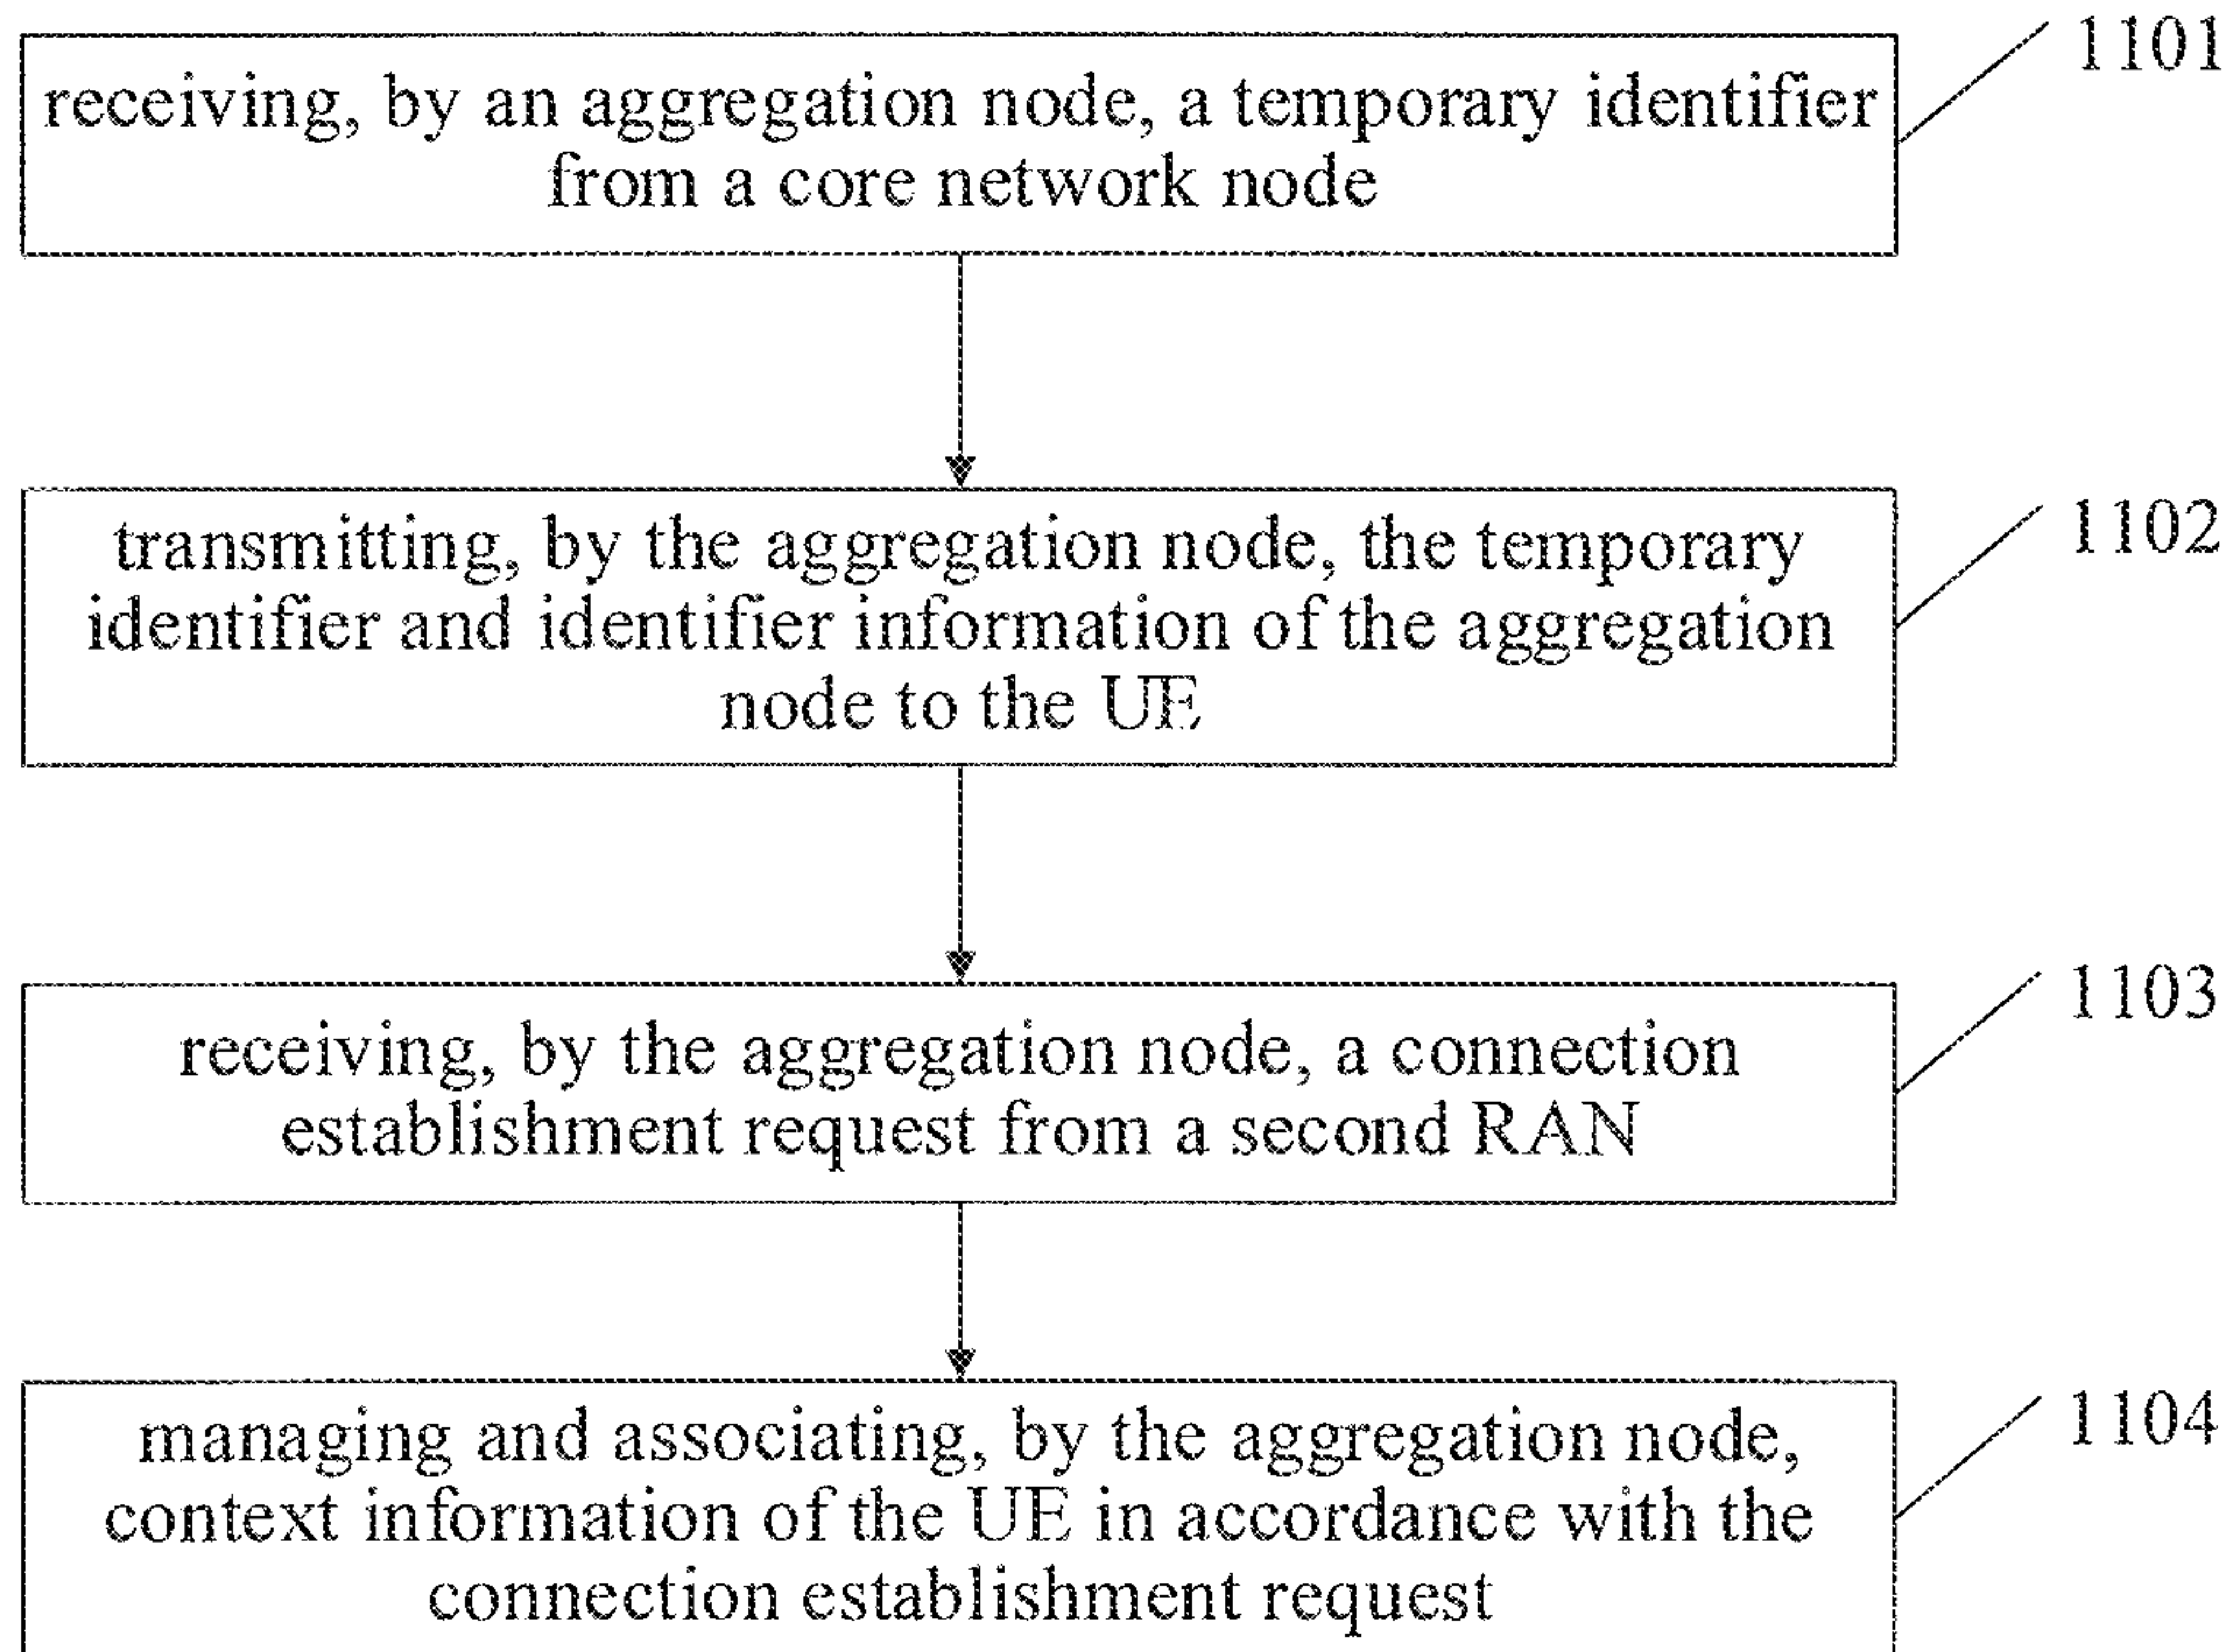 1101
receiving, by an aggregation node, a temporary identifier
from a core network node
1102
transmitting, by the aggregation node, the temporary
identifier and identifier information of the aggregation
node to the UE
1103
receiving, by the aggregation node, a connection
establishment request from a second RAN
1104
managing and associating, by the aggregation node,
context information of the UE in accordance with the
connection establishment request